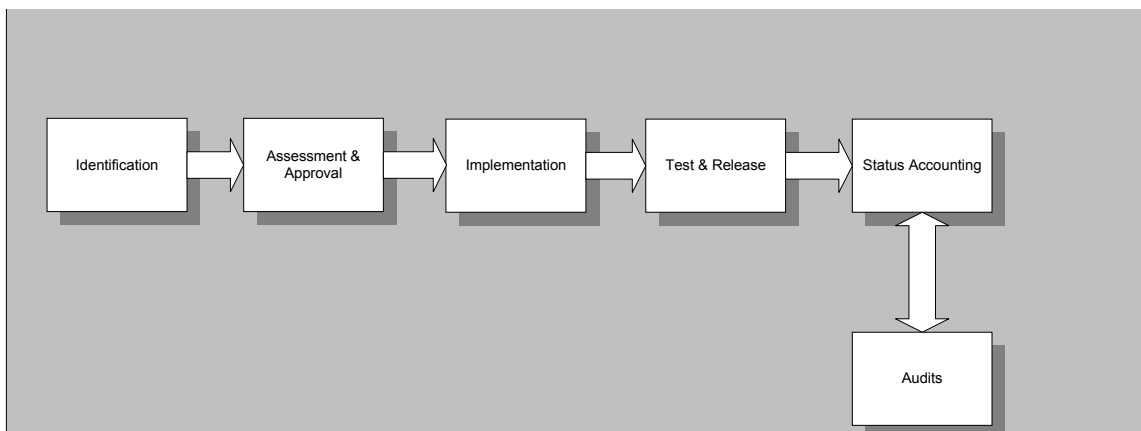 Identification
Assessment &
Approval
Implementation
Test & Release
Status Accounting
Audits